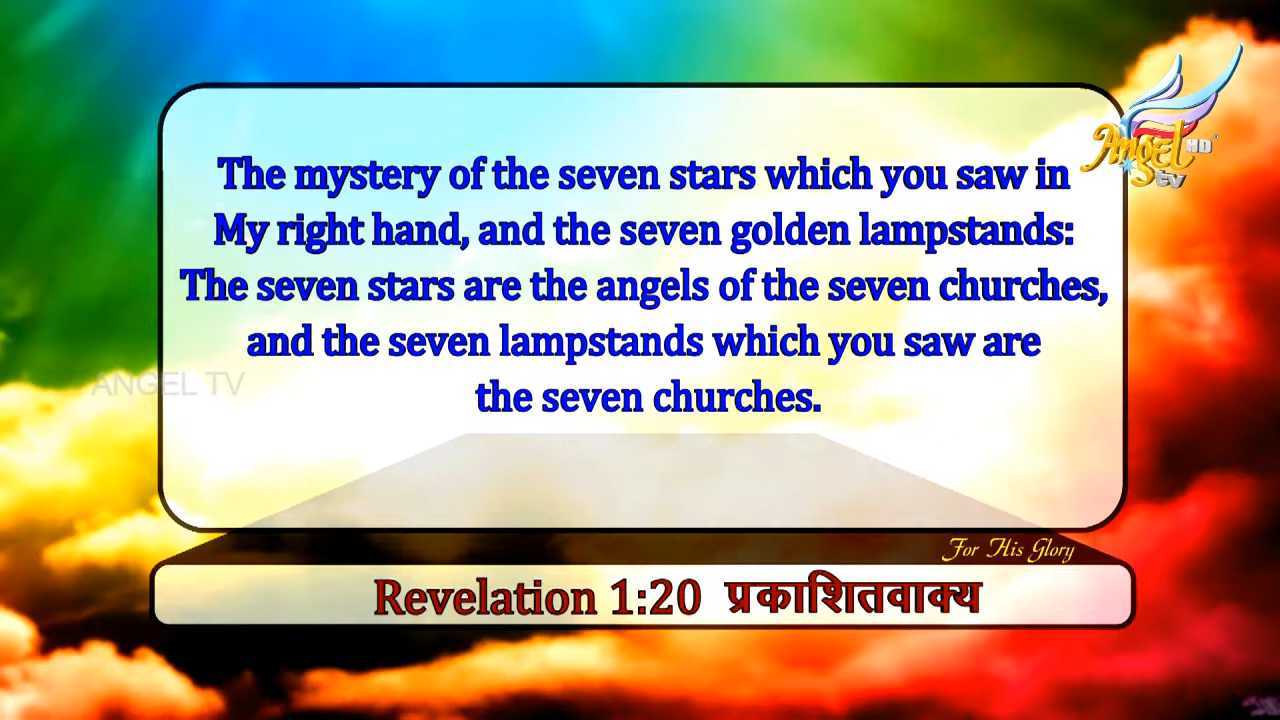 The mystery of the seven stars which you saw in
My right hand, and the seven golden lampstands:
The seven stars are the angels of the seven churches,
and the seven lampstands which you saw are
the seven churches.
Angel HD
tv
ANGEL TV
For His Glory
Revelation 1:20 प्रकाशितवाक्य